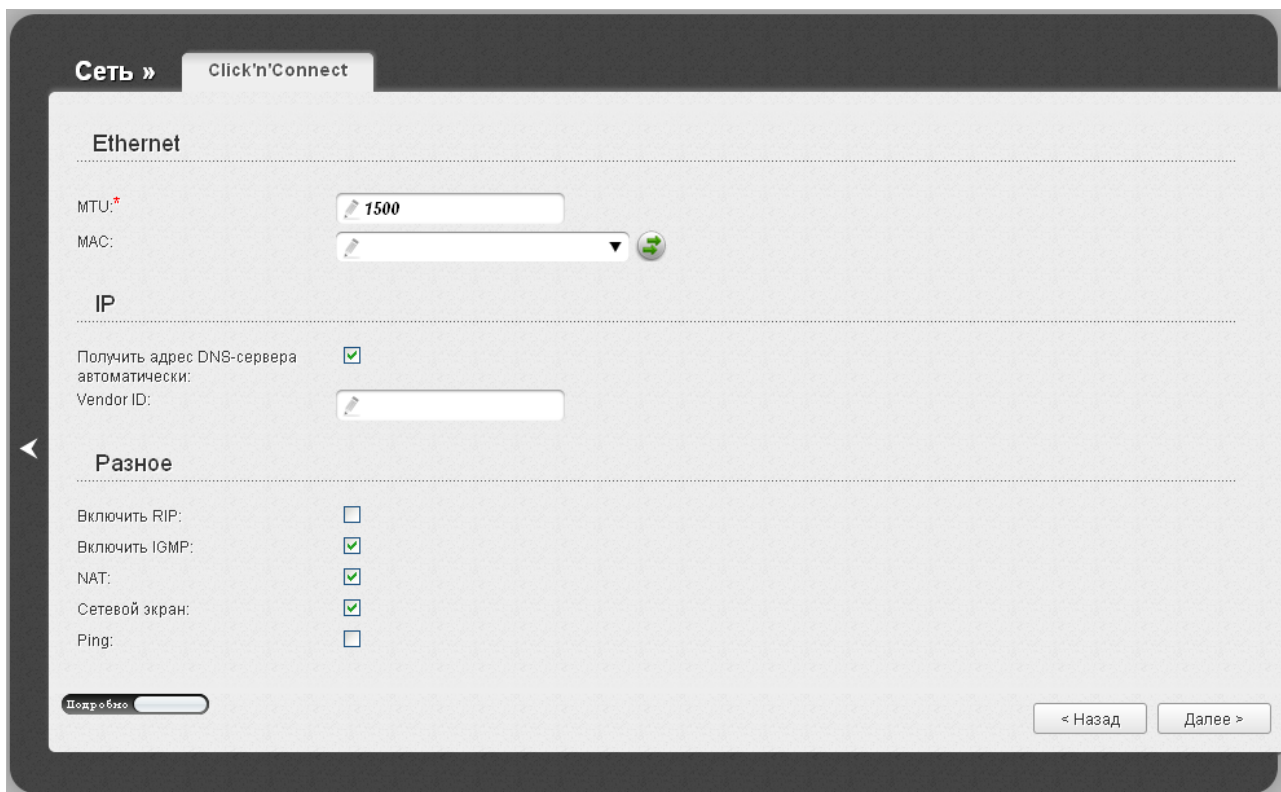 Сеть »
Click'n'Connect
Ethernet
MTU:*
1500
MAC:
IP
Получить адрес DNS-сервера
автоматически:
Vendor ID:
Разное
Включить RIP:
Включить IGMP:
NAT:
Сетевой экран:
Ping:
Подробно
< Назад
Далее >